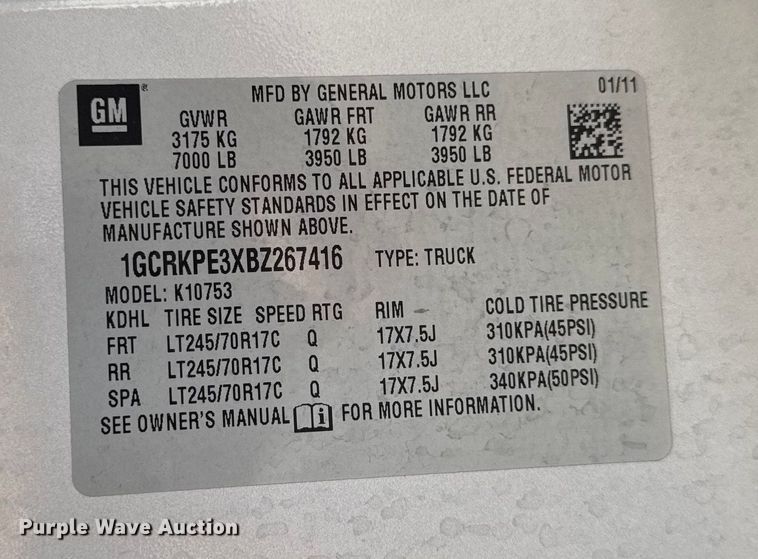 GM ®
MFD BY GENERAL MOTORS LLC 01/11
GVWR GAWR FRT GAWR RR
3175 KG 1792 KG 1792 KG
7000 LB 3950 LB 3950 LB
THIS VEHICLE CONFORMS TO ALL APPLICABLE U.S. FEDERAL MOTOR
VEHICLE SAFETY STANDARDS IN EFFECT ON THE DATE OF
MANUFACTURE SHOWN ABOVE.
1GCRKPE3XBZ267416 TYPE: TRUCK
MODEL: K10753
KDHL TIRE SIZE SPEED RTG RIM COLD TIRE PRESSURE
FRT LT245/70R17C Q 17X7.5J 310KPA(45PSI)
RR LT245/70R17C Q 17X7.5J 310KPA(45PSI)
SPA LT245/70R17C Q 17X7.5J 340KPA(50PSI)
SEE OWNER'S MANUAL i FOR MORE INFORMATION.
Purple Wave Auction